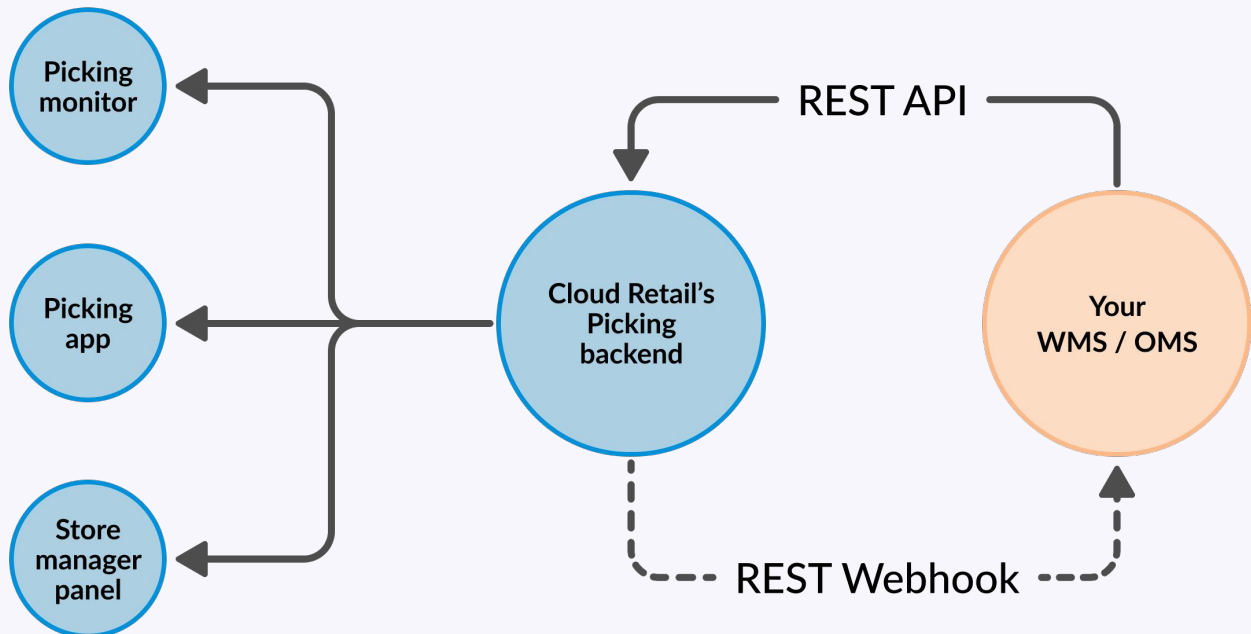 Picking
monitor
REST API
Picking
app
Cloud Retail’s
Picking
backend
Your
WMS / OMS
Store
manager
panel
REST Webhook